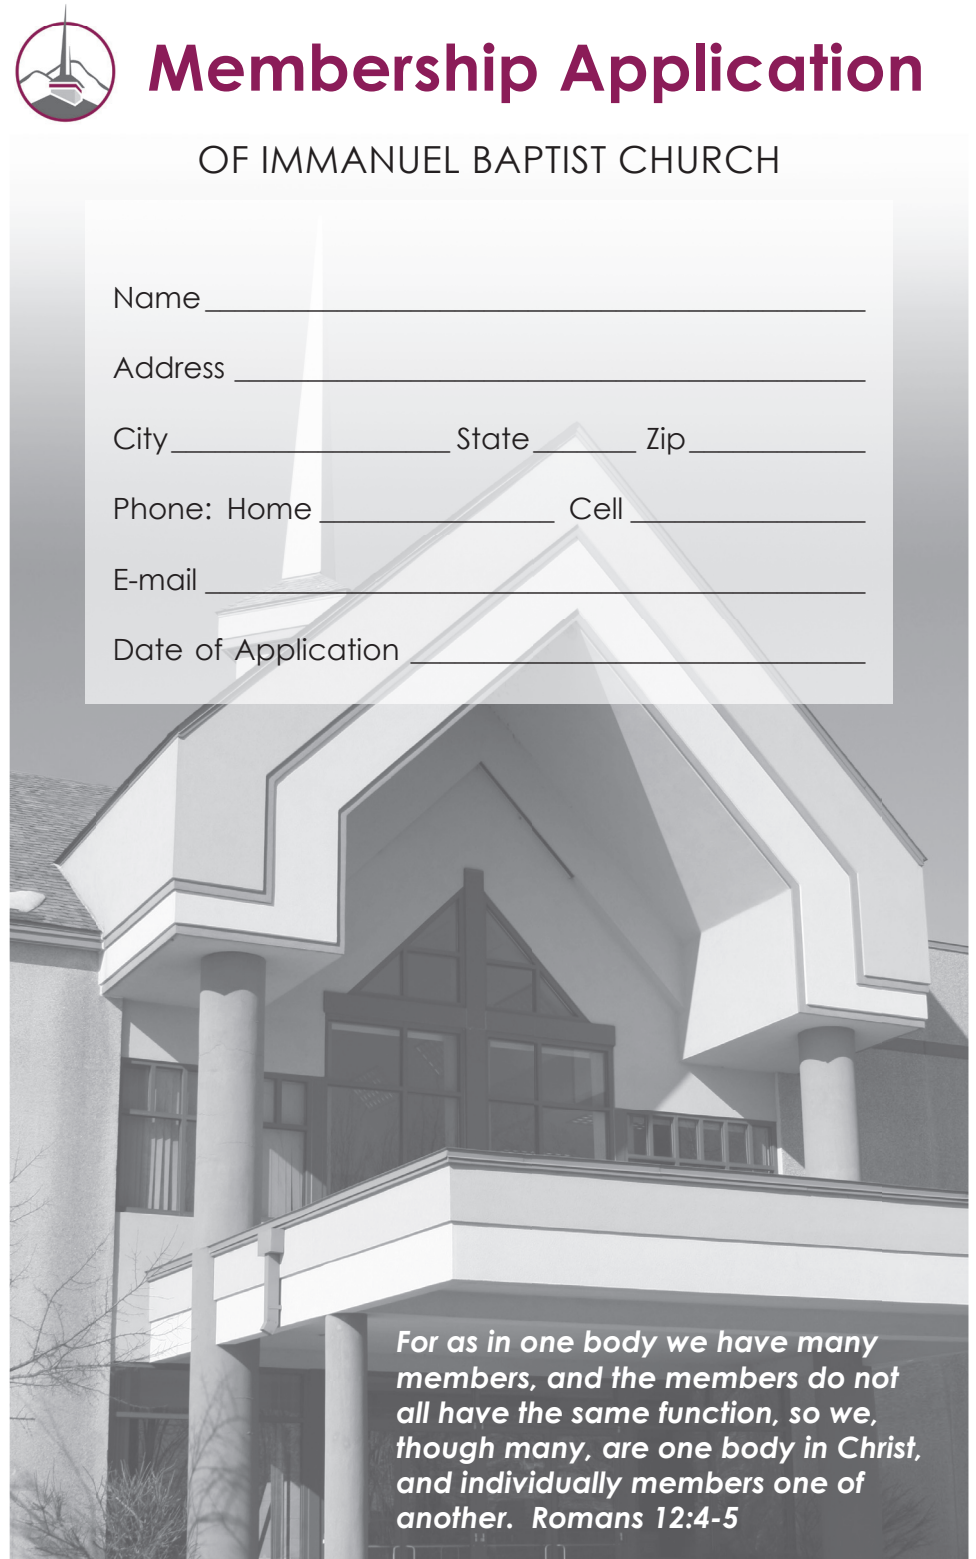 Membership Application
OF IMMANUEL BAPTIST CHURCH
Name
Address
City State Zip
Phone: Home Cell
E-mail
Date of Application
For as in one body we have many
members, and the members do not
all have the same function, so we,
though many, are one body in Christ,
and individually members one of
another. Romans 12:4-5